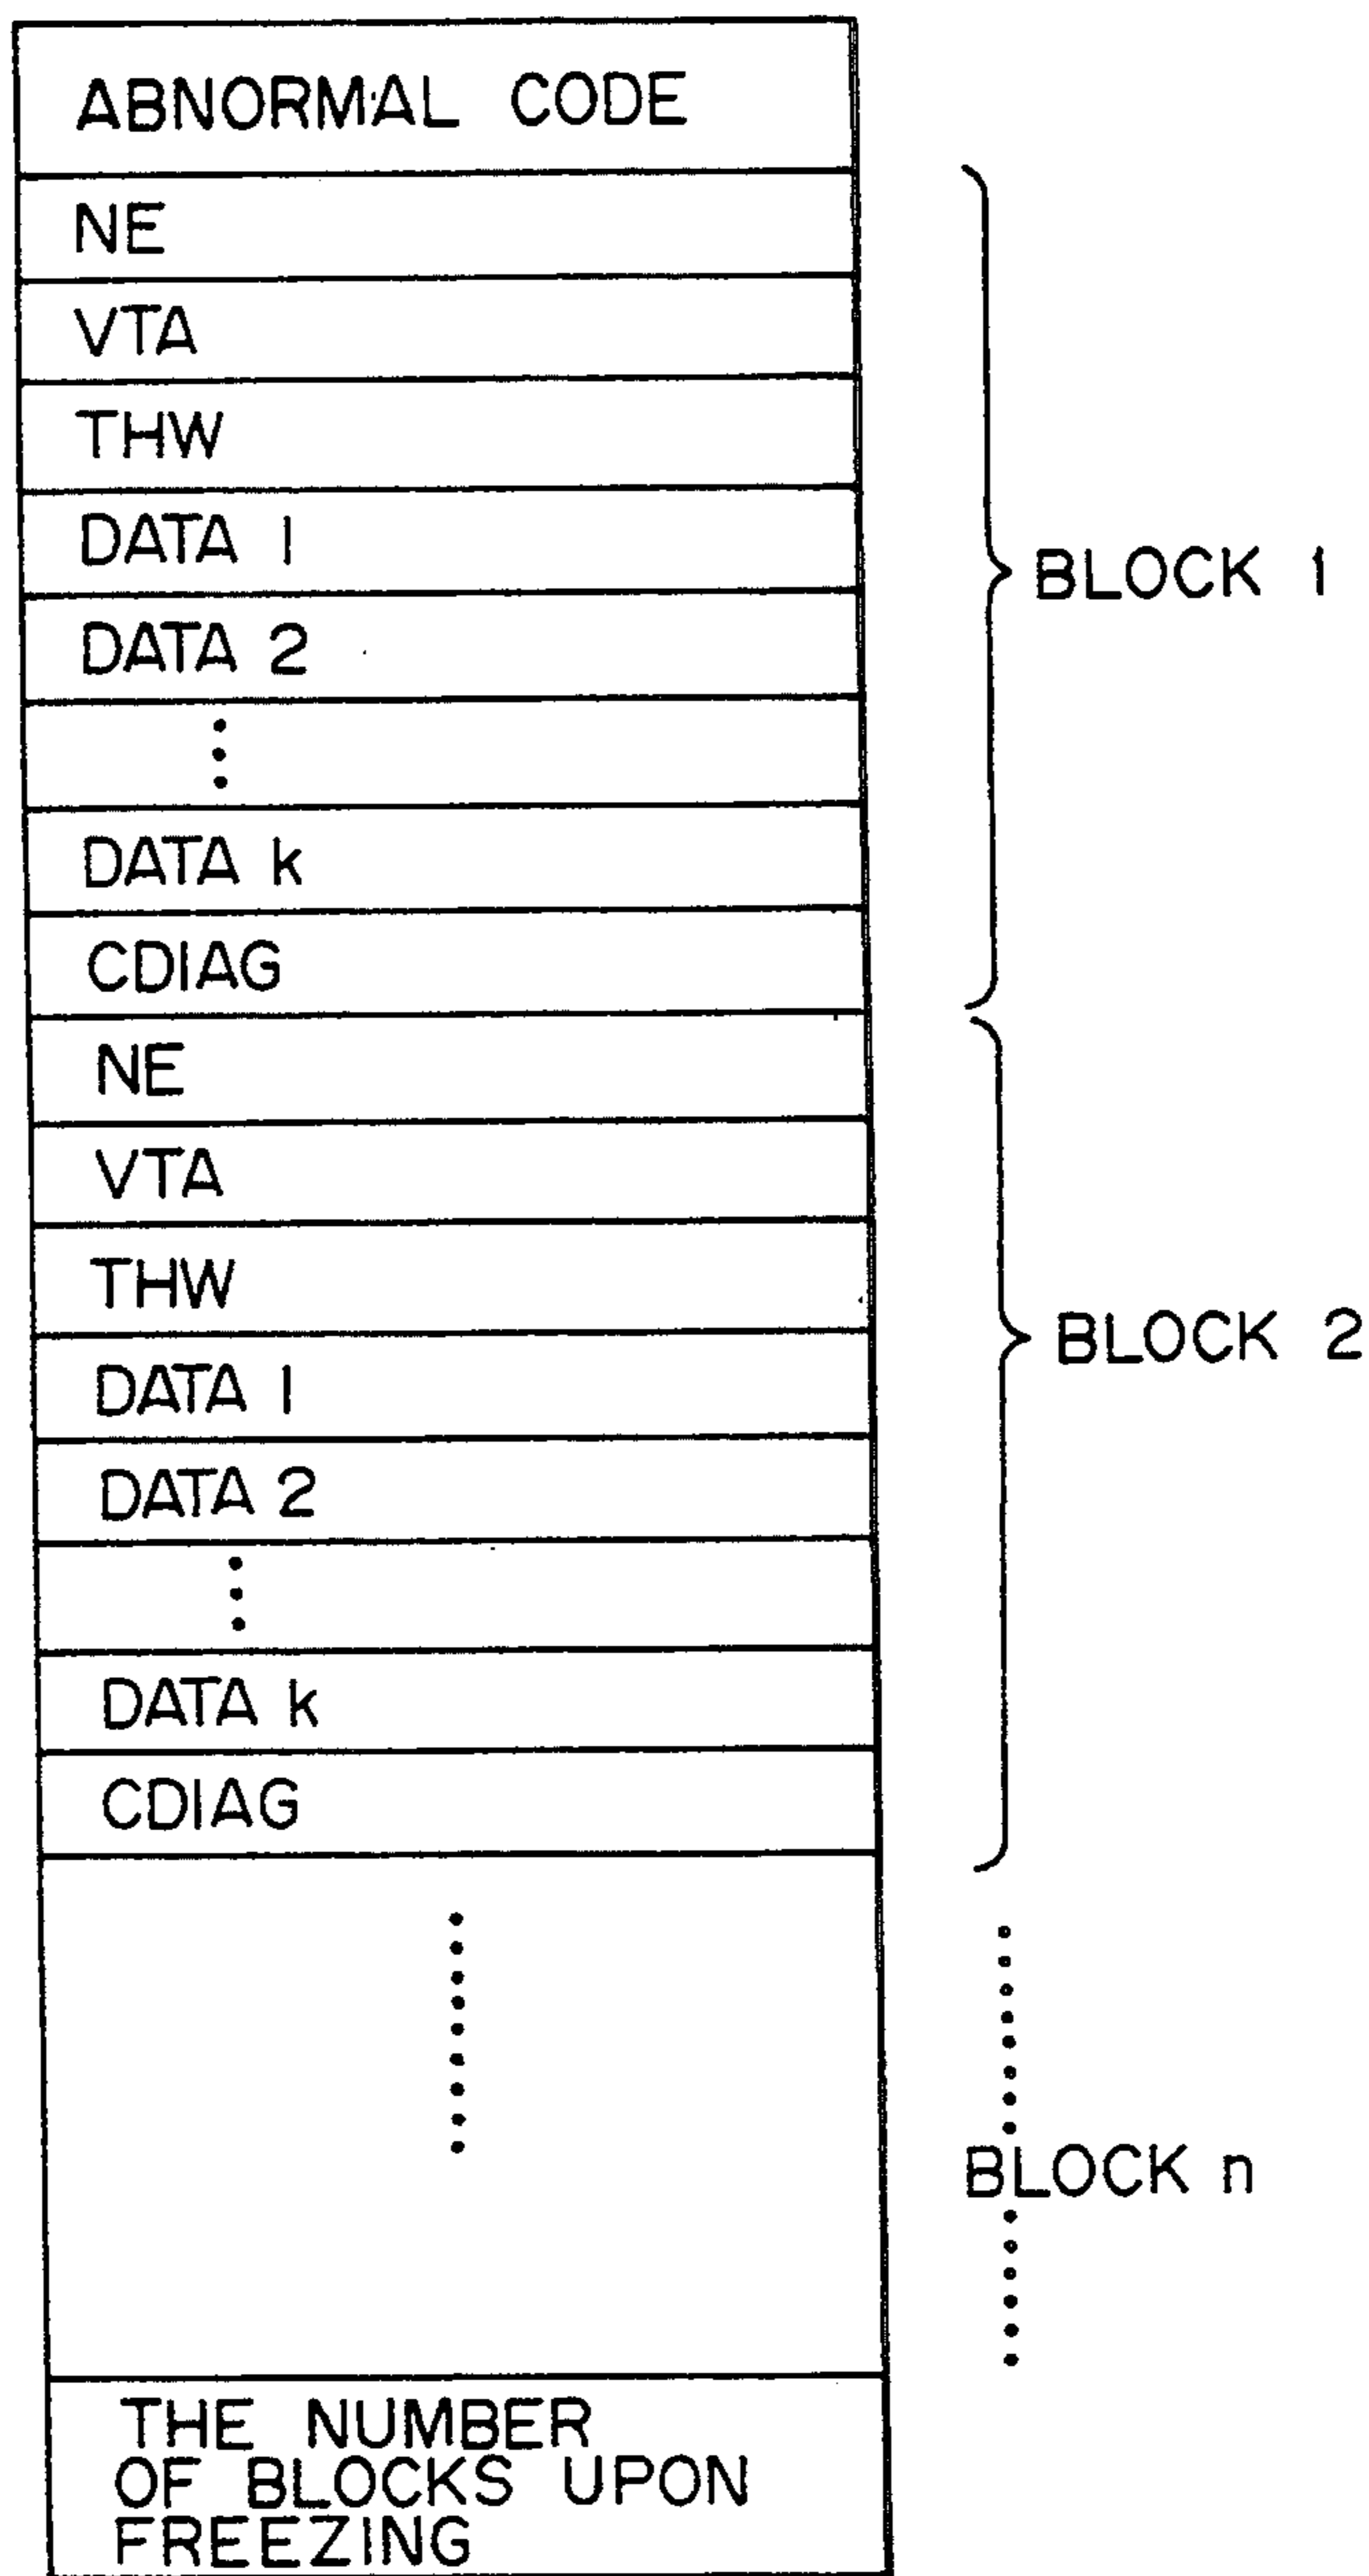 ABNORMAL CODE
NE
VTA
THW
DATA 1
DATA 2
DATA k
CDIAG
BLOCK 1
NE
VTA
THW
DATA 1
DATA 2
DATA k
CDIAG
BLOCK 2
BLOCK n
THE NUMBER
OF BLOCKS UPON
FREEZING